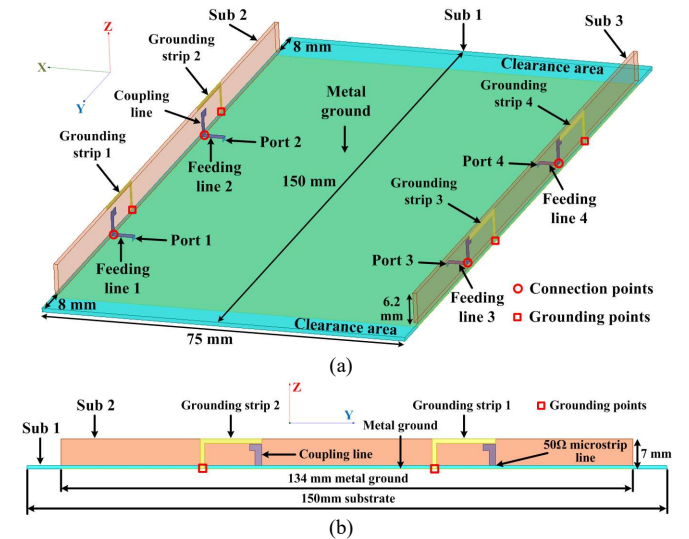 Z
X
Y
Sub 2
Sub 1
Sub 3
8 mm
Clearance area
Grounding
strip 2
Metal
ground
Grounding
strip 4
Coupling
line
Grounding
strip 1
Port 2
Port 4
Feeding
line 2
150 mm
Grounding
strip 3
Feeding
line 4
Port 1
Port 3
Feeding
line 1
Feeding
line 3
6.2
mm
Connection points
Grounding points
8 mm
Clearance area
75 mm
(a)
Z
Y
Sub 1
Sub 2
Grounding strip 2
Metal ground
Grounding strip 1
Grounding points
Coupling line
50Ω microstrip
line
7 mm
134 mm metal ground
150mm substrate
(b)